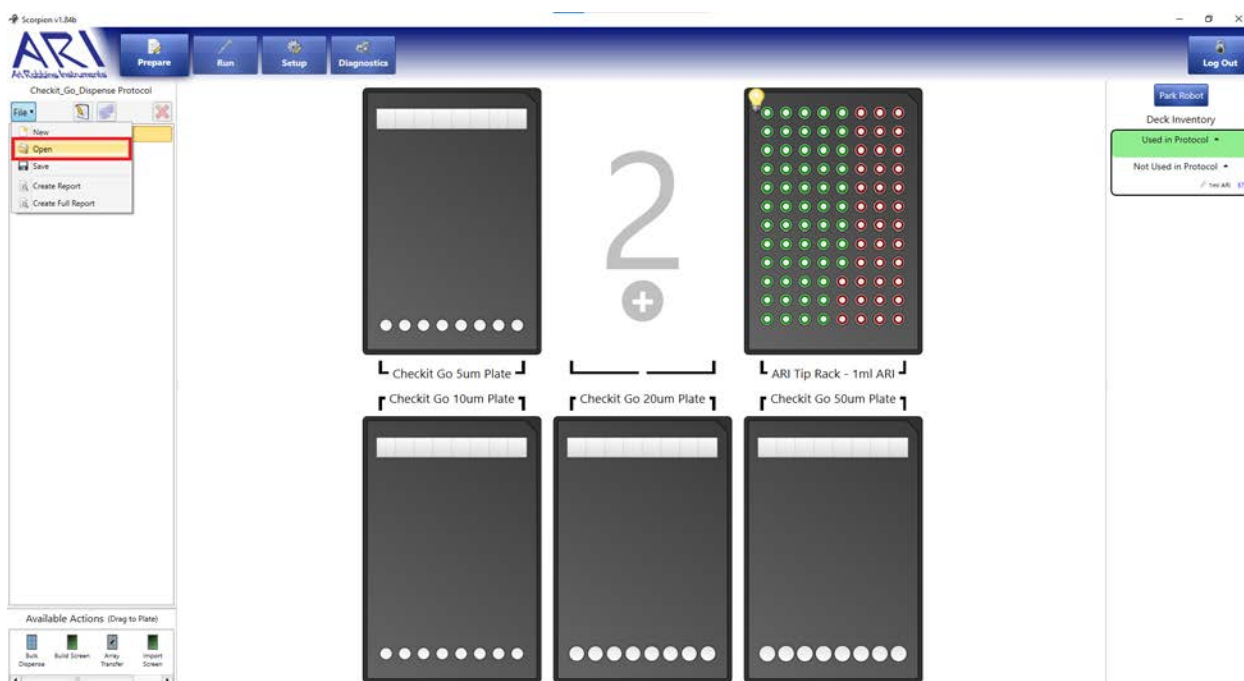 Scorpion v1.84b
ARI
Art Robbins Instruments
Prepare
Run
Setup
Diagnostics
Log Out
Checkit_Go_Dispense Protocol
File
New
Open
Save
Create Report
Create Full Report
2
Park Robot
Deck Inventory
Used in Protocol
Not Used in Protocol
1ml ARI 57
Checkit Go 5um Plate
ARI Tip Rack - 1ml ARI
Checkit Go 10um Plate
Checkit Go 20um Plate
Checkit Go 50um Plate
Available Actions (Drag to Plate)
Bulk Dispense
Build Screen
Array Transfer
Import Screen